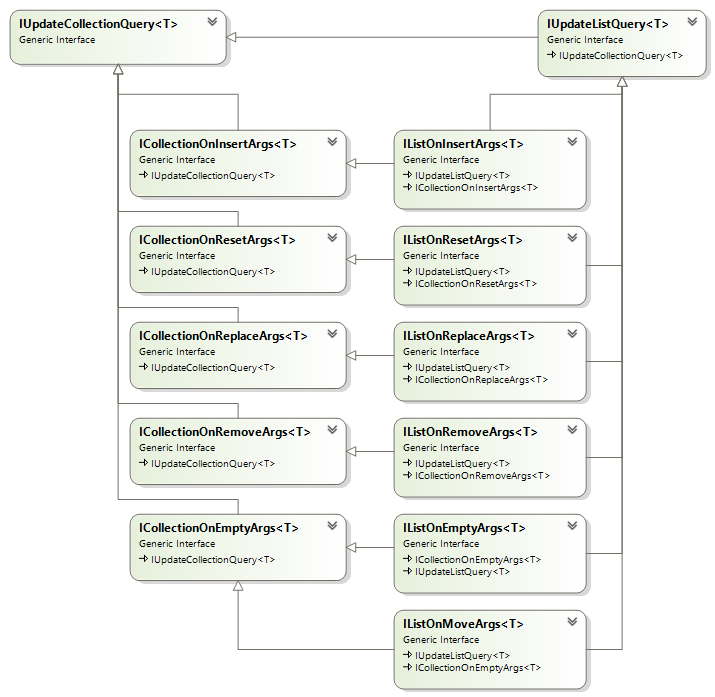 IUpdateCollectionQuery<T>
Generic Interface
IUpdateListQuery<T>
Generic Interface
IUpdateCollectionQuery<T>
ICollectionOnInsertArgs<T>
Generic Interface
IUpdateCollectionQuery<T>
IListOnInsertArgs<T>
Generic Interface
IUpdateListQuery<T>
ICollectionOnInsertArgs<T>
ICollectionOnResetArgs<T>
Generic Interface
IUpdateCollectionQuery<T>
IListOnResetArgs<T>
Generic Interface
IUpdateListQuery<T>
ICollectionOnResetArgs<T>
ICollectionOnReplaceArgs<T>
Generic Interface
IUpdateCollectionQuery<T>
IListOnReplaceArgs<T>
Generic Interface
IUpdateListQuery<T>
ICollectionOnReplaceArgs<T>
ICollectionOnRemoveArgs<T>
Generic Interface
IUpdateCollectionQuery<T>
IListOnRemoveArgs<T>
Generic Interface
IUpdateListQuery<T>
ICollectionOnRemoveArgs<T>
ICollectionOnEmptyArgs<T>
Generic Interface
IUpdateCollectionQuery<T>
IListOnEmptyArgs<T>
Generic Interface
ICollectionOnEmptyArgs<T>
IUpdateListQuery<T>
IListOnMoveArgs<T>
Generic Interface
IUpdateListQuery<T>
ICollectionOnEmptyArgs<T>